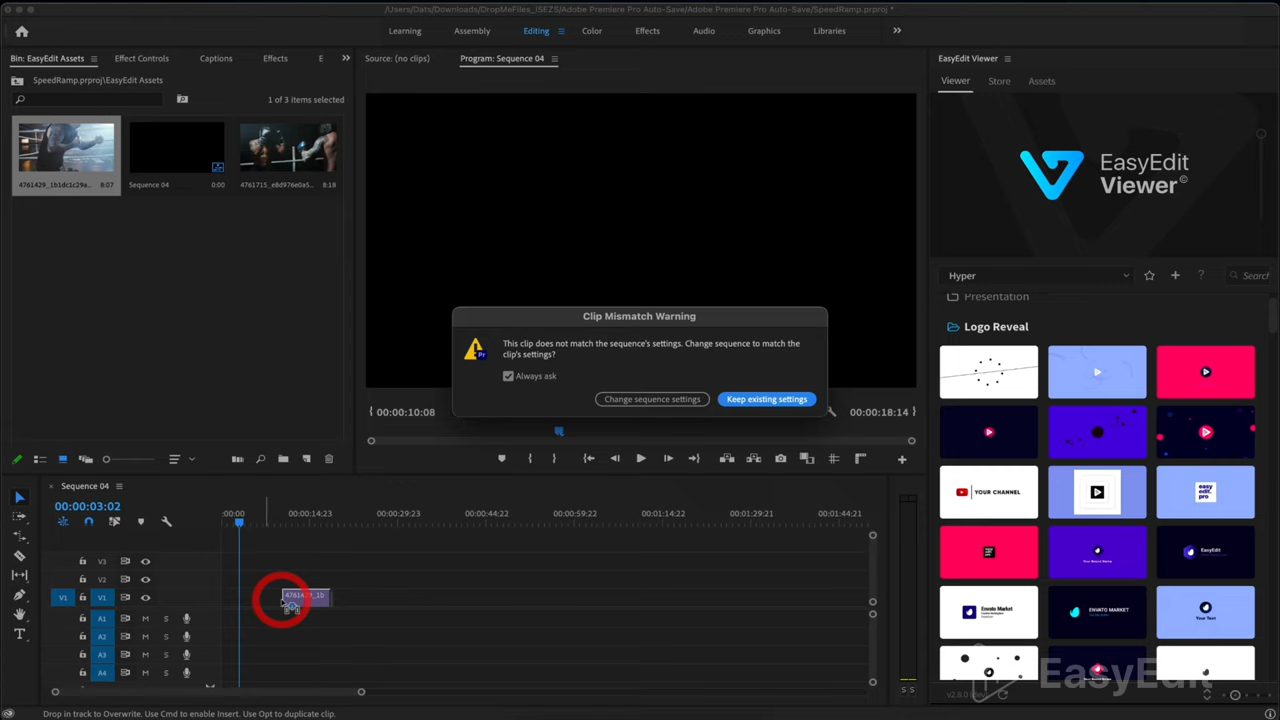 /Users/Dats/Downloads/DropMeFiles_iSEZS/Adobe Premiere Pro Auto-Save/Adobe Premiere Pro Auto-Save/SpeedRamp.prproj *
Learning
Assembly
Editing
Color
Effects
Audio
Graphics
Libraries
Bin: EasyEdit Assets
Effect Controls
Captions
Effects
E
Source: (no clips)
Program: Sequence 04
EasyEdit Viewer
SpeedRamp.prproj\EasyEdit Assets
Viewer
Store
Assets
1 of 3 items selected
EasyEdit
Viewer©
4761429_1b1dc1c29a...
8:07
Sequence 04
0:00
4761715_e8d976e0a5...
8:18
Hyper
?
Search
Presentation
Logo Reveal
Clip Mismatch Warning
This clip does not match the sequence's settings. Change sequence to match the
clip's settings?
Always ask
Change sequence settings
Keep existing settings
Pr
00:00:10:08
00:00:18:14
YOUR CHANNEL
easy
edit.
pro
Sequence 04
00:00:03:02
:00:00
00:00:14:23
00:00:29:23
00:00:44:22
00:00:59:22
00:01:14:22
00:01:29:21
00:01:44:21
V3
V2
V1
V1
4761429_1b
A1
M
S
A2
M
S
A3
M
S
A4
M
S
S S
EasyEdit
Envato Market
ENVATO MARKET
Your Text
EasyEdit
v2.8.0 (dev)
Drop in track to Overwrite. Use Cmd to enable Insert. Use Opt to duplicate clip.